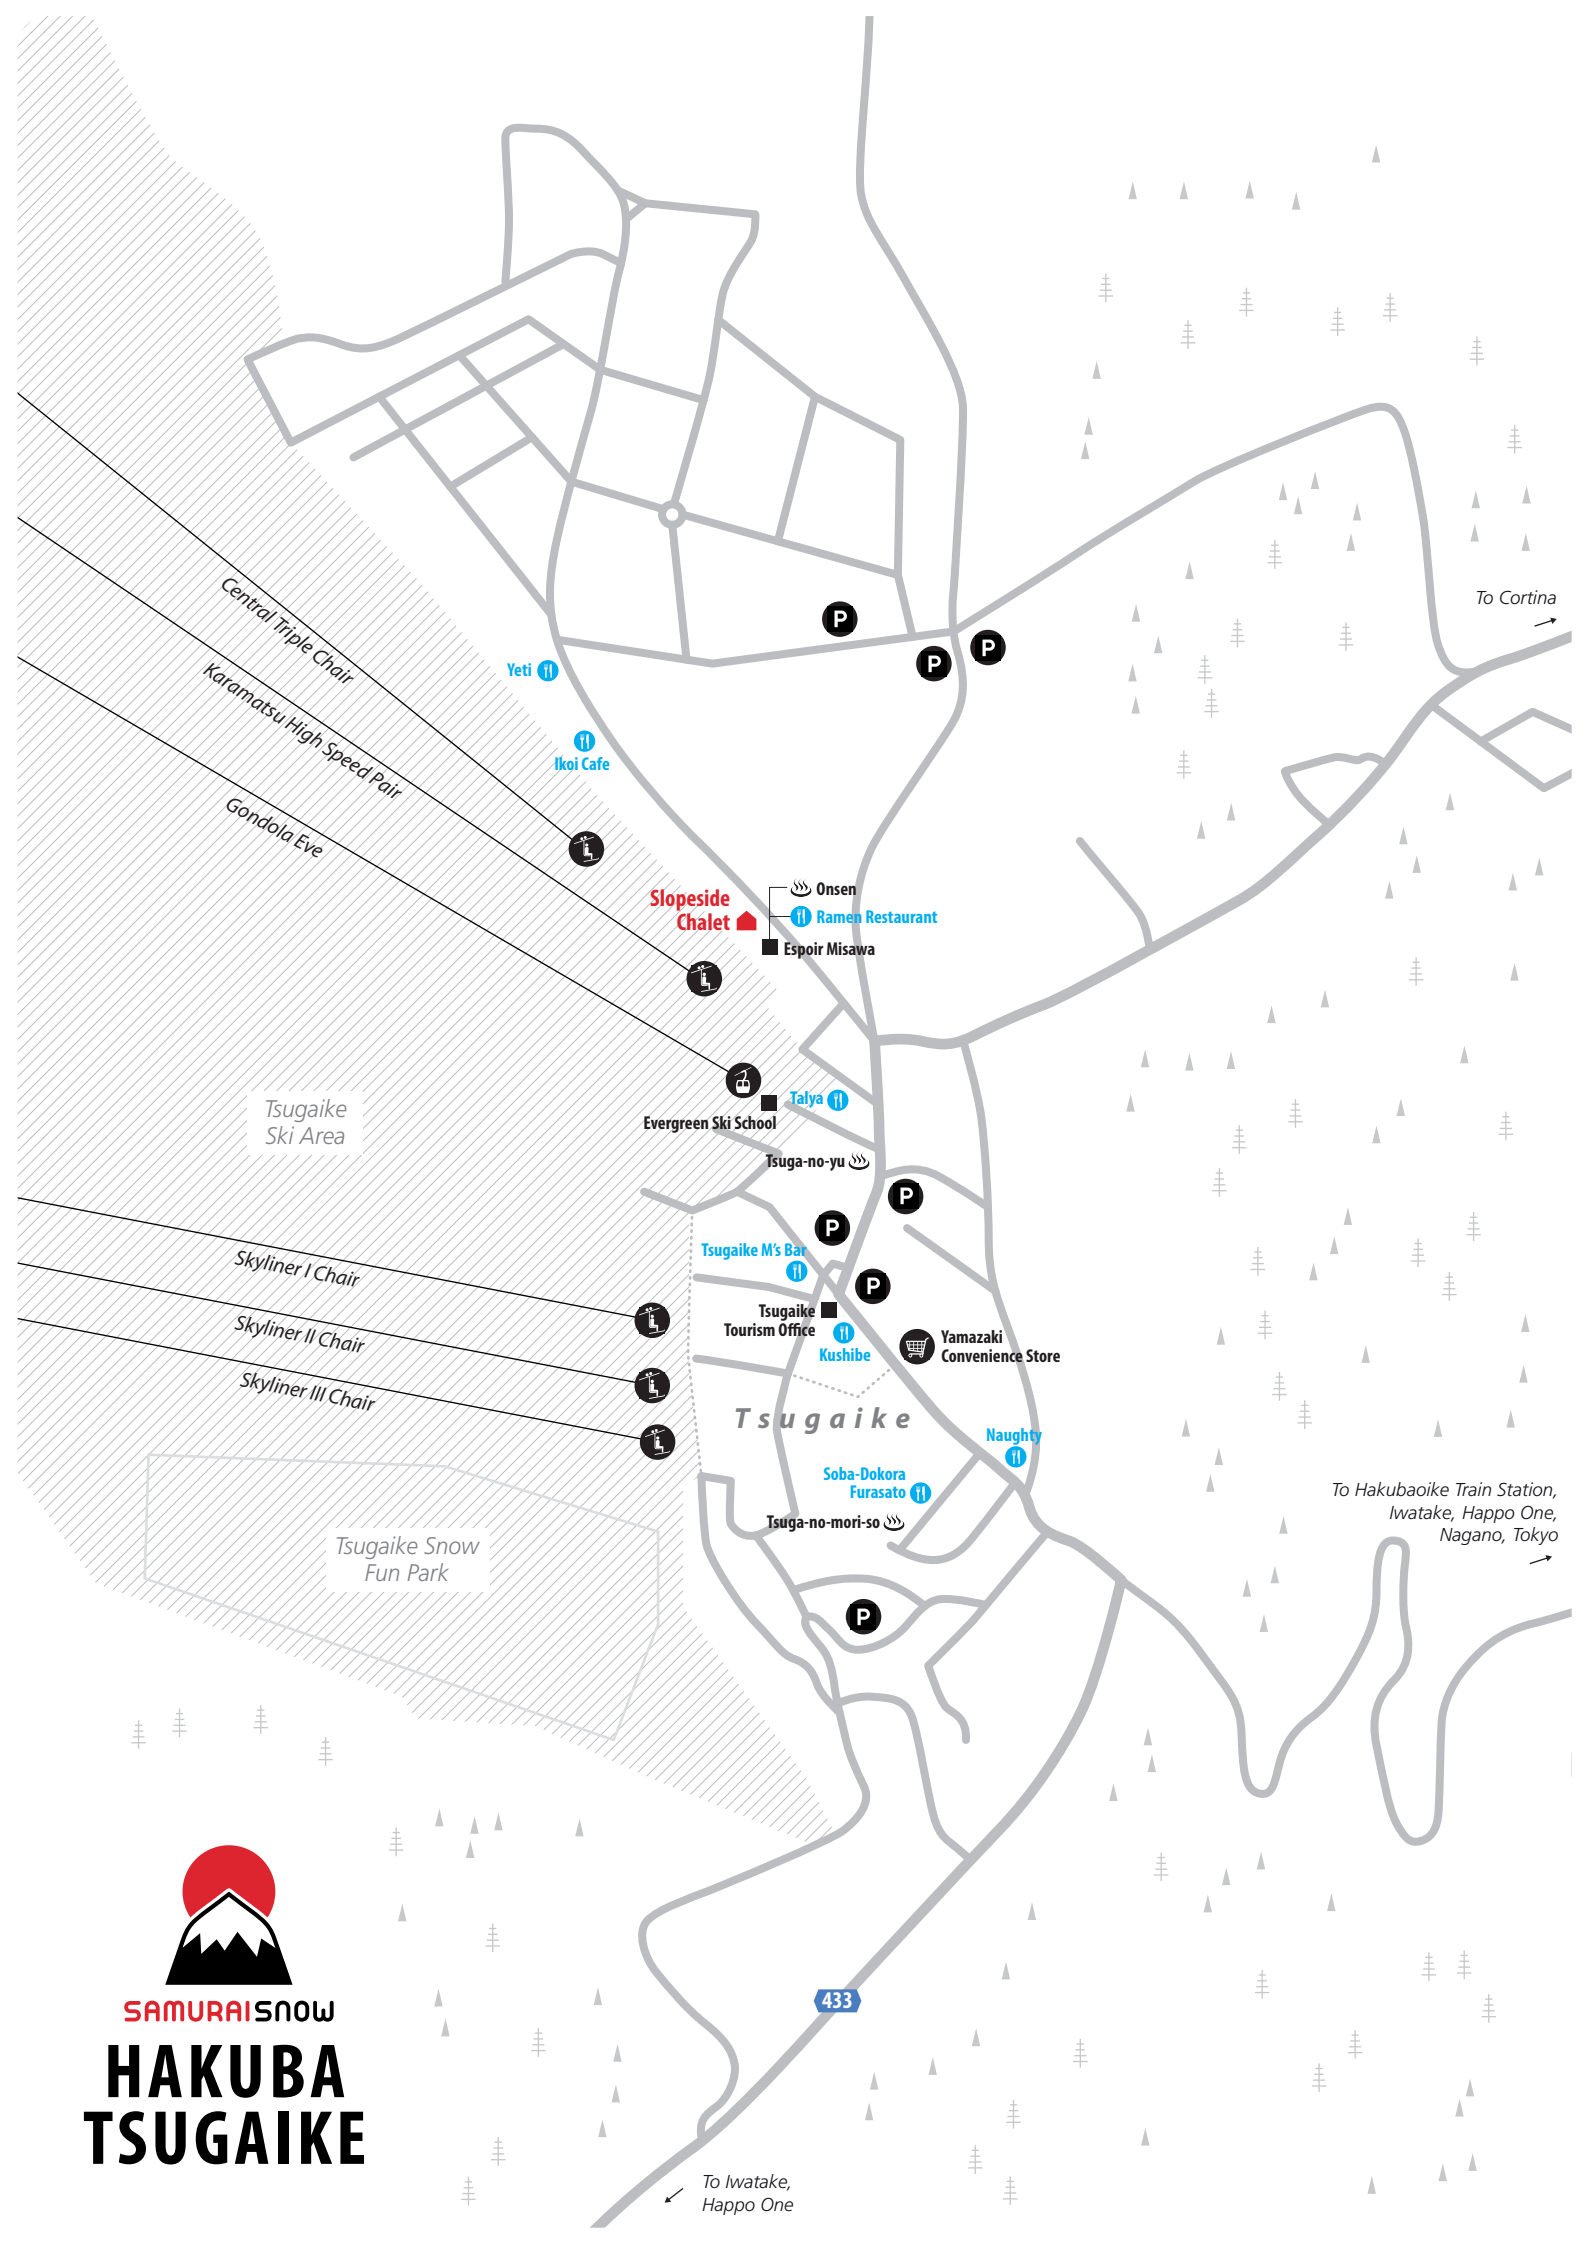 To Cortina
Central Triple Chair
Karamatsu High Speed Pair
Gondola Eve
Yeti
Ikoi Cafe
Slopeside
Chalet
Onsen
Ramen Restaurant
Espoir Misawa
Tsugaike
Ski Area
Talya
Evergreen Ski School
Tsuga-no-yu
P
P
P
P
P
P
P
Tsugaike M's Bar
Skyliner I Chair
Skyliner II Chair
Skyliner III Chair
Tsugaike
Tourism Office
Kushibe
Yamazaki
Convenience Store
Tsugaike
Naughty
Soba-Dokora
Furasato
Tsuga-no-mori-so
To Hakubaoike Train Station,
Iwatake, Happo One,
Nagano, Tokyo
Tsugaike Snow
Fun Park
433
SAMURAISNOW
HAKUBA
TSUGAIKE
To Iwatake,
Happo One